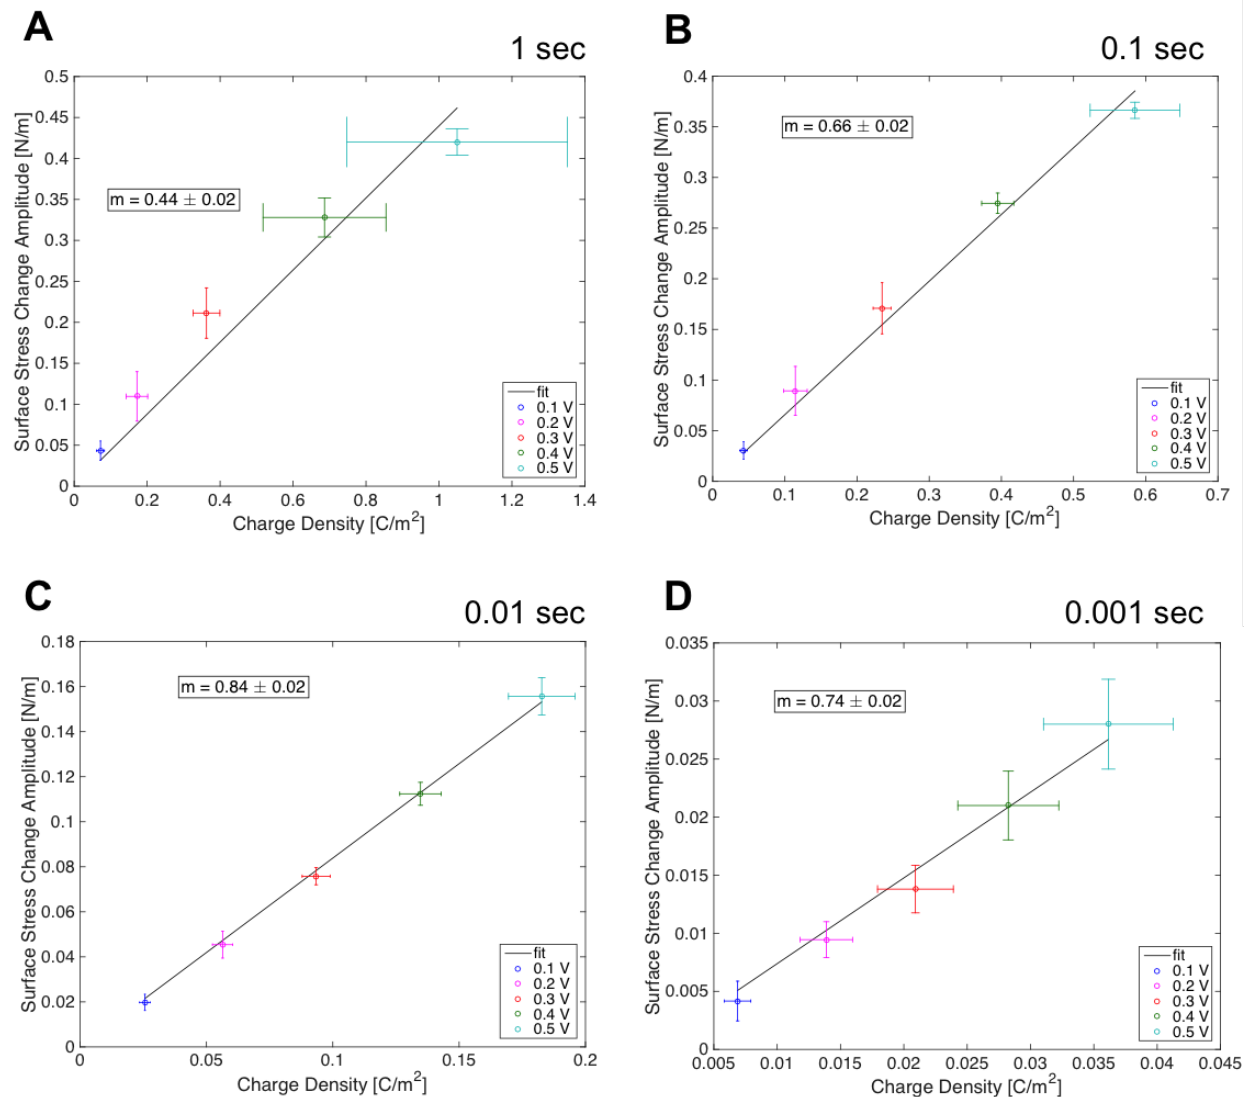 A
1 sec
Surface Stress Change Amplitude [N/m]
0.5
0.45
0.4
0.35
0.3
0.25
0.2
0.15
0.1
0.05
0
m = 0.44 ± 0.02
fit
0.1 V
0.2 V
0.3 V
0.4 V
0.5 V
0 0.2 0.4 0.6 0.8 1 1.2 1.4
Charge Density [C/m²]
B
0.1 sec
Surface Stress Change Amplitude [N/m]
0.4
0.35
0.3
0.25
0.2
0.15
0.1
0.05
0
m = 0.66 ± 0.02
fit
0.1 V
0.2 V
0.3 V
0.4 V
0.5 V
0 0.1 0.2 0.3 0.4 0.5 0.6 0.7
Charge Density [C/m²]
C
0.01 sec
Surface Stress Change Amplitude [N/m]
0.18
0.16
0.14
0.12
0.1
0.08
0.06
0.04
0.02
0
m = 0.84 ± 0.02
fit
0.1 V
0.2 V
0.3 V
0.4 V
0.5 V
0 0.05 0.1 0.15 0.2
Charge Density [C/m²]
D
0.001 sec
Surface Stress Change Amplitude [N/m]
0.035
0.03
0.025
0.02
0.015
0.01
0.005
0
m = 0.74 ± 0.02
fit
0.1 V
0.2 V
0.3 V
0.4 V
0.5 V
0.005 0.01 0.015 0.02 0.025 0.03 0.035 0.04 0.045
Charge Density [C/m²]